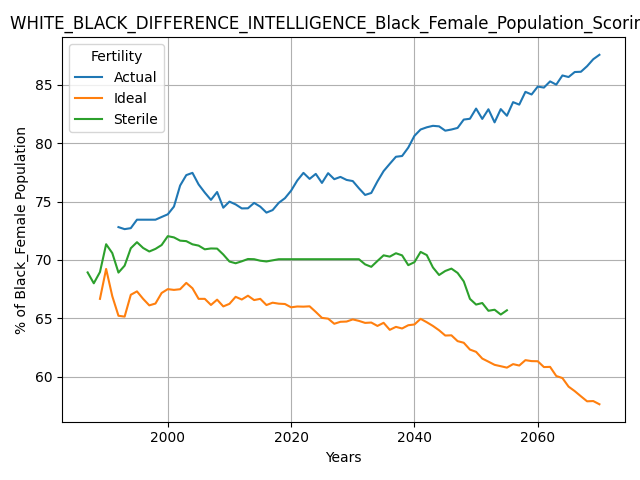 WHITE_BLACK_DIFFERENCE_INTELLIGENCE_Black_Female_Population_Scorin
Fertility
Actual
Ideal
Sterile
% of Black_Female Population
85
80
75
70
65
60
2000
2020
2040
2060
Years